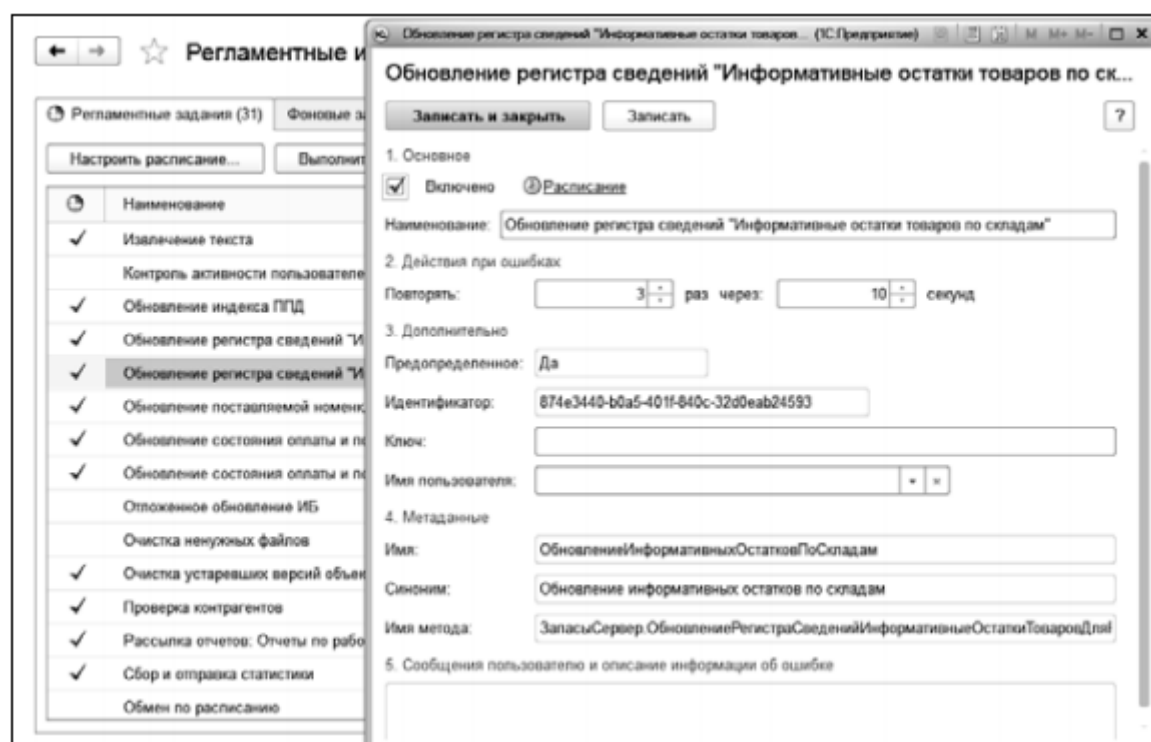 Регламентные и
Регламентные задания (31) Фоновые за
Настроить расписание... Выполнит
Наименование
Извлечение текста
Контроль активности пользователе
Обновление индекса ППД
Обновление регистра сведений "И
Обновление регистра сведений "И
Обновление поставляемой номенк
Обновление состояния оплаты и по
Обновление состояния оплаты и по
Отложенное обновление ИБ
Очистка ненужных файлов
Очистка устаревших версий объек
Проверка контрагентов
Рассылка отчетов: Отчеты по рабо
Сбор и отправка статистики
Обмен по расписанию
Обновление регистра сведений "Информативные остатки товаров... (1С:Предприятие) M M+ M-
Обновление регистра сведений "Информативные остатки товаров по ск...
Записать и закрыть Записать ?
1. Основное
Включено Расписание
Наименование: Обновление регистра сведений "Информативные остатки товаров по складам"
2. Действия при ошибках
Повторять: 3 раз через: 10 секунд
3. Дополнительно
Предопределенное: Да
Идентификатор: 874e3440-b0a5-401f-840c-32d0eab24593
Ключ:
Имя пользователя:
4. Метаданные
Имя: ОбновлениеИнформативныхОстатковПоСкладам
Синоним: Обновление информативных остатков по складам
Имя метода: ЗапасыСервер.ОбновлениеРегистраСведенийИнформативныеОстаткиТоваровДля
5. Сообщения пользователю и описание информации об ошибке